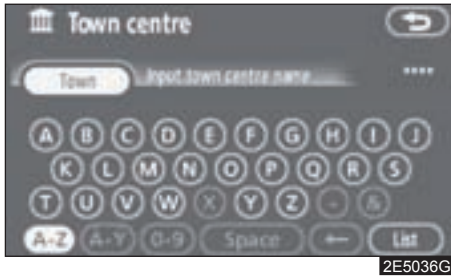 Town centre
Town Input town centre name
A B C D E F G H I J
K L M N O P Q R S
T U V W X Y Z - &
A-Z À-Ý 0-9 Space ← List
2E5036G